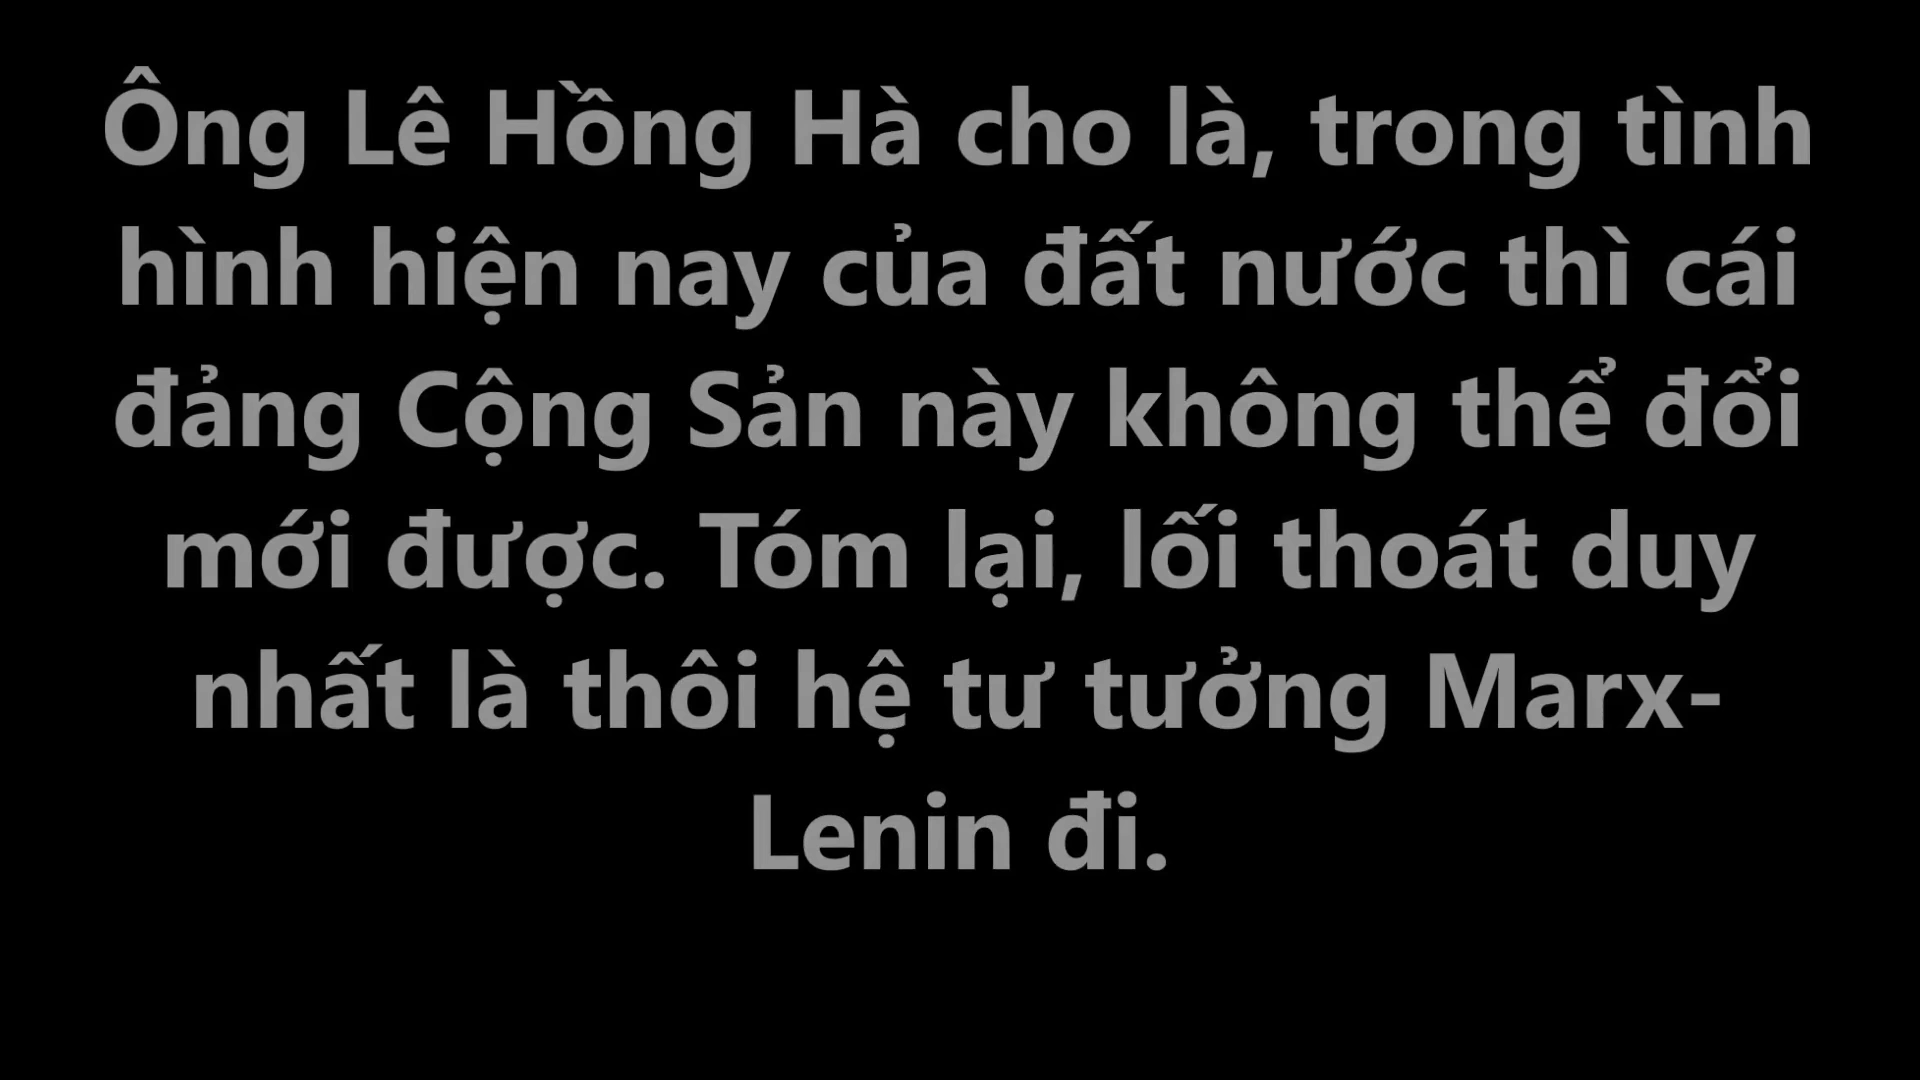 Ông Lê Hồng Hà cho là, trong tình
hình hiện nay của đất nước thì cái
đảng Cộng Sản này không thể đổi
mới được. Tóm lại, lối thoát duy
nhất là thôi hệ tư tưởng Marx-
Lenin đi.